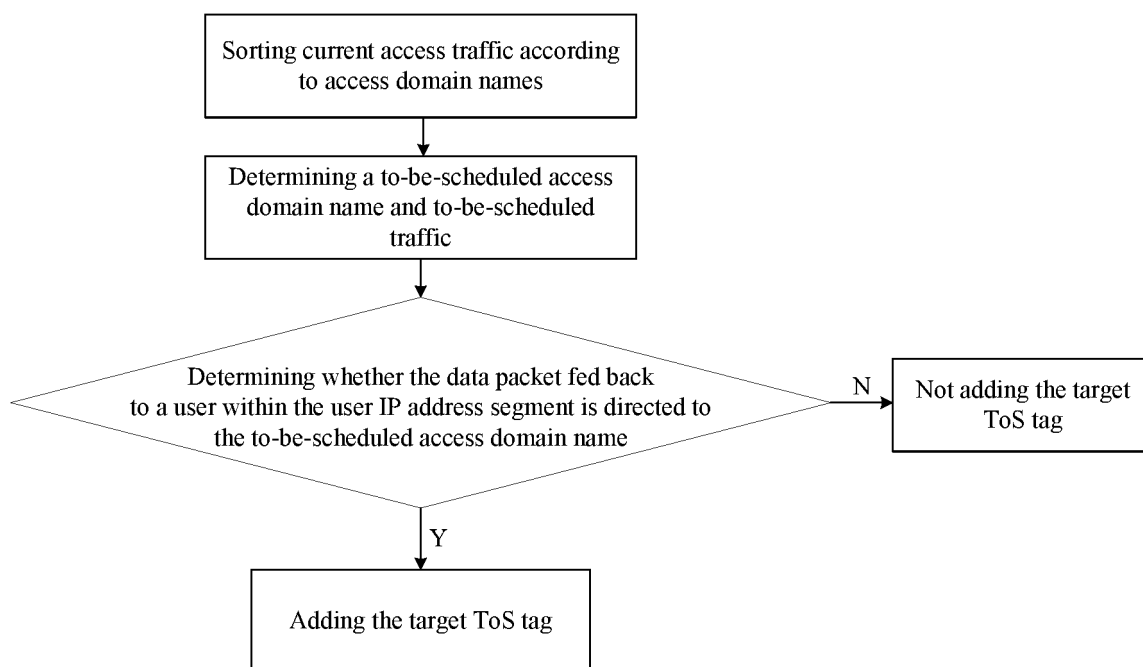 Sorting current access traffic according
to access domain names
Determining a to-be-scheduled access
domain name and to-be-scheduled
traffic
Determining whether the data packet fed back
to a user within the user IP address segment is directed to
the to-be-scheduled access domain name
N
Not adding the target
ToS tag
Y
Adding the target ToS tag